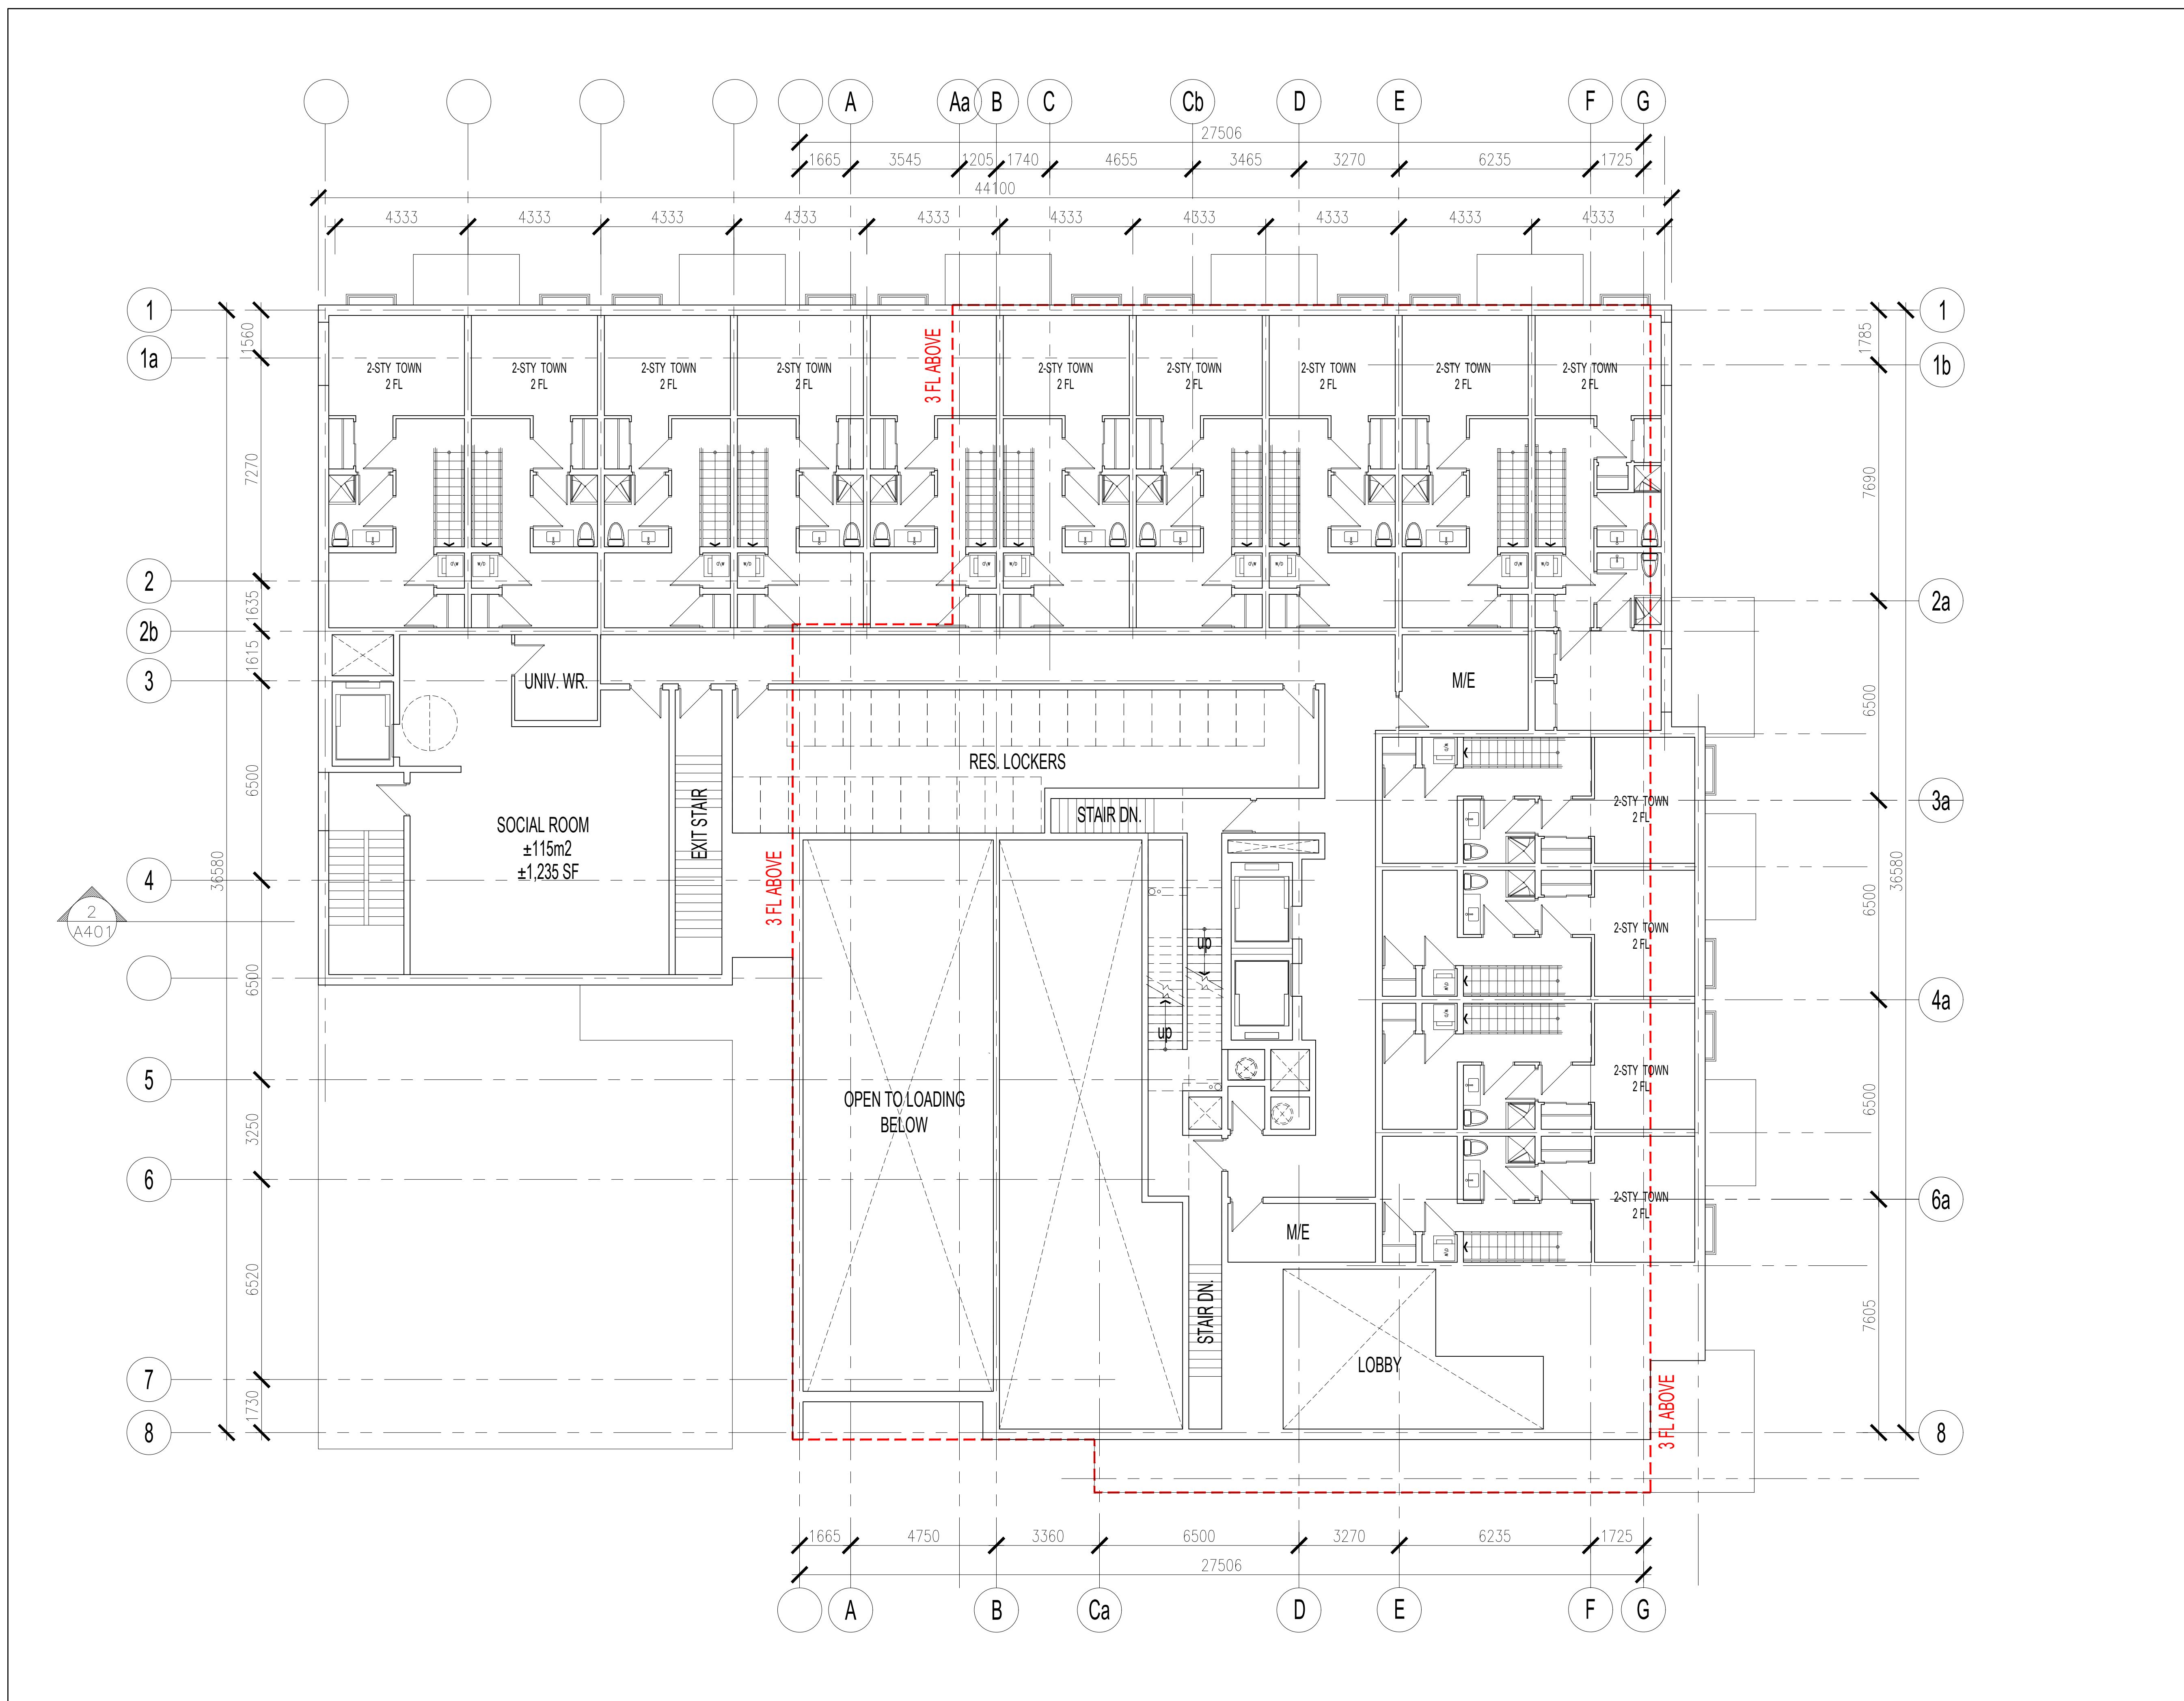 A Aa B C Cb D E F G
27506
1665 3545 1205 1740 4655 3465 3270 6235 1725
44100
4333 4333 4333 4333 4333 4333 4333 4333 4333 4333
1 1
1560 1785
1a 1b
3 FL ABOVE
2-STY TOWN
2 FL
2-STY TOWN
2 FL
2-STY TOWN
2 FL
2-STY TOWN
2 FL
2-STY TOWN
2 FL
2-STY TOWN
2 FL
2-STY TOWN
2 FL
2-STY TOWN
2 FL
2-STY TOWN
2 FL
7270 7690
W/D W/D W/D W/D W/D W/D W/D W/D W/D W/D
2 2a
1635
2b
1615
3
UNIV. WR.
M/E
6500
W/D
RES. LOCKERS
6500
3a
2-STY TOWN
2 FL
STAIR DN.
SOCIAL ROOM
±115m2
±1,235 SF
EXIT STAIR
3 FL ABOVE
4
36580 36580
6500
2
A401
2-STY TOWN
2 FL
up
6500
W/D
4a
W/D
up
5
2-STY TOWN
2 FL
OPEN TO LOADING
BELOW
3250
6500
6 6a
2-STY TOWN
2 FL
M/E
W/D
6520
STAIR DN.
7605
LOBBY
7
1730
3 FL ABOVE
8 8
1665 4750 3360 6500 3270 6235 1725
27506
A B Ca D E F G